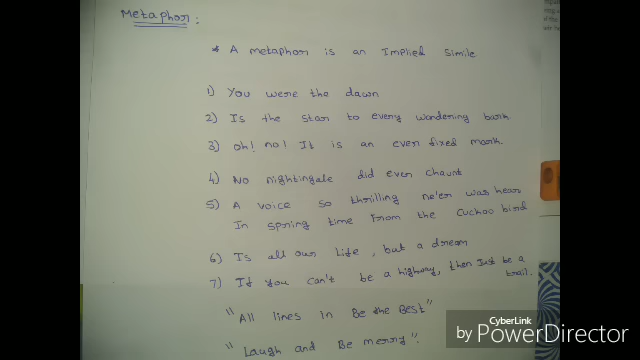 Metaphor:
* A metaphor is an Implied Simile
1) You were the dawn
2) Is the star to every wandering bark
3) oh! no! It is an ever fixed mark.
4) No nightingale did ever chaunt
5) A voice so thrilling ne'er was hear
In spring time from the cuckoo bird
6) Is all our life, but a dream
7) If you can't be a highway, then Just be a
trail.
"All lines in Be the Best"
"Laugh and Be merry".
CyberLink
by PowerDirector